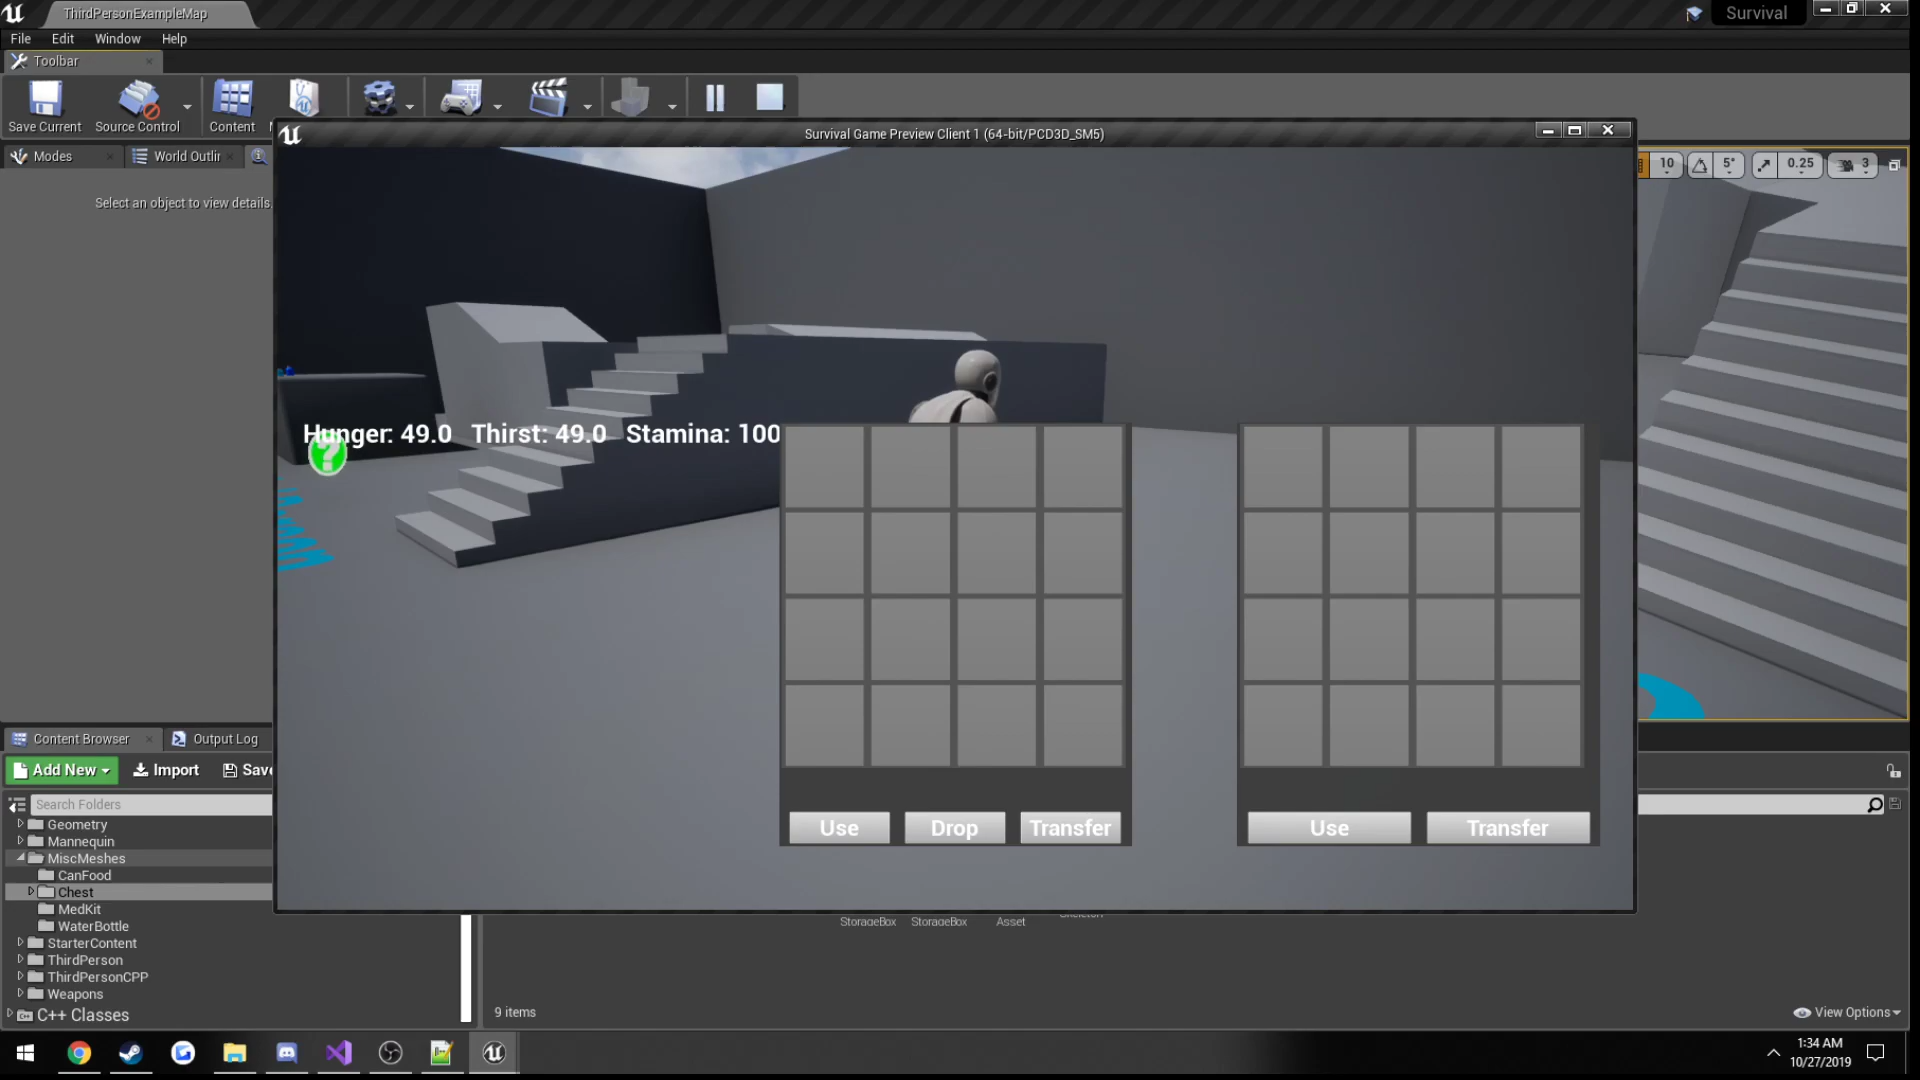 ThirdPersonExampleMap
Survival
File Edit Window Help
Toolbar
Save Current Source Control Content
Survival Game Preview Client 1 (64-bit/PCD3D_SM5)
Modes World Outlir
10 5° 0.25 3
Select an object to view details.
Hunger: 49.0 Thirst: 49.0 Stamina: 100
Use Drop Transfer
Use Transfer
Content Browser Output Log
Add New Import Save
Search Folders
Geometry
Mannequin
MiscMeshes
CanFood
Chest
MedKit
WaterBottle
StarterContent
ThirdPerson
ThirdPersonCPP
Weapons
C++ Classes
StorageBox StorageBox Asset
9 items
View Options
1:34 AM
10/27/2019